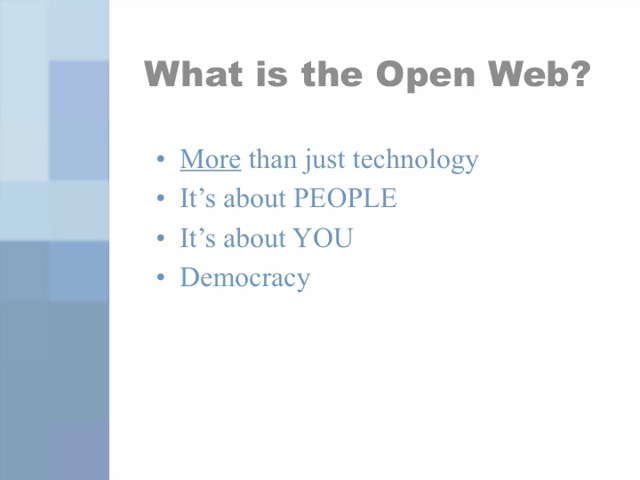 What is the Open Web?
• More than just technology
• It’s about PEOPLE
• It’s about YOU
• Democracy